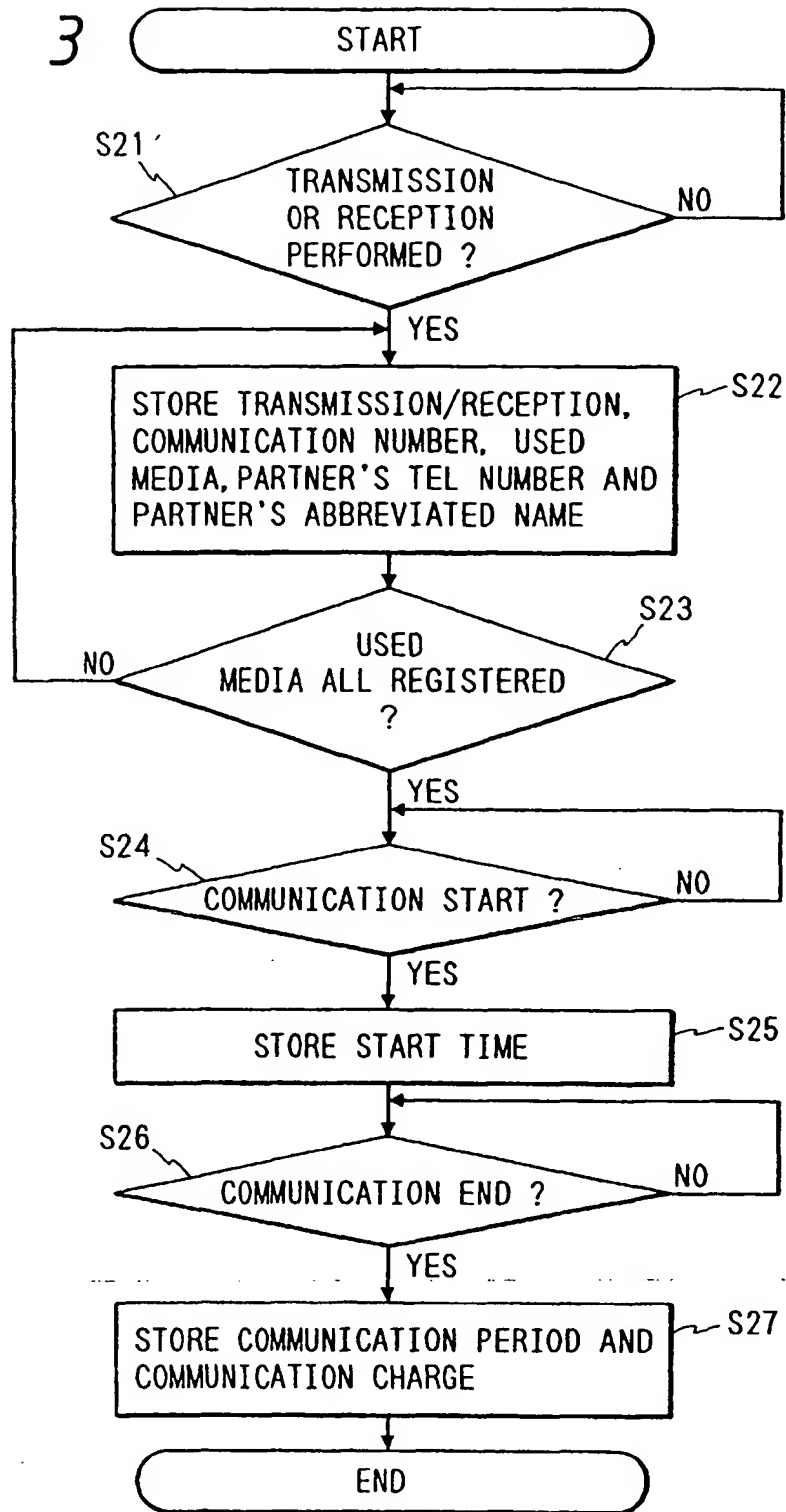 3
START
S21'
TRANSMISSION
OR RECEPTION
PERFORMED ?
NO
YES
S22
STORE TRANSMISSION/RECEPTION,
COMMUNICATION NUMBER, USED
MEDIA, PARTNER'S TEL NUMBER AND
PARTNER'S ABBREVIATED NAME
S23
USED
MEDIA ALL REGISTERED
?
NO
YES
S24
COMMUNICATION START ?
NO
YES
STORE START TIME
S25
S26
COMMUNICATION END ?
NO
YES
S27
STORE COMMUNICATION PERIOD AND
COMMUNICATION CHARGE
END